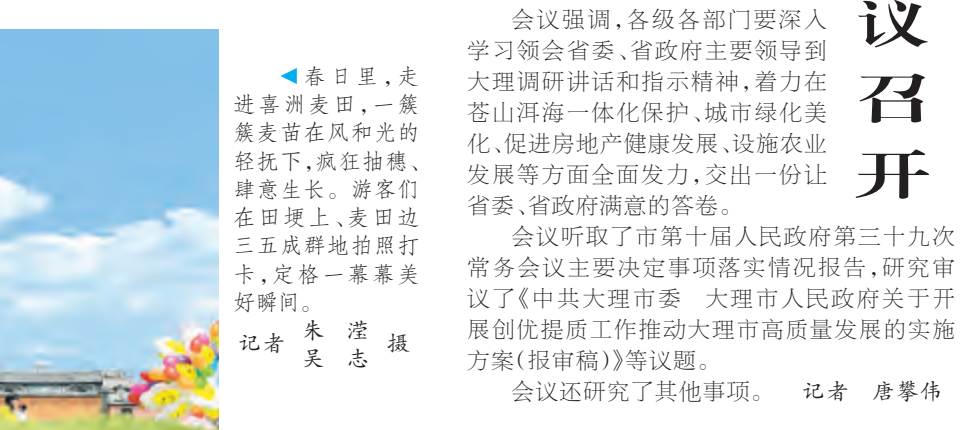 ◀春日里,走
进喜洲麦田,一簇
簇麦苗在风和光的
轻抚下,疯狂抽穗、
肆意生长。游客们
在田埂上、麦田边
三五成群地拍照打
卡,定格一幕幕美
好瞬间。
记者 朱滢 吴志 摄
议
召
开
会议强调,各级各部门要深入
学习领会省委、省政府主要领导到
大理调研讲话和指示精神,着力在
苍山洱海一体化保护、城市绿化美
化、促进房地产健康发展、设施农业
发展等方面全面发力,交出一份让
省委、省政府满意的答卷。
会议听取了市第十届人民政府第三十九次
常务会议主要决定事项落实情况报告,研究审
议了《中共大理市委 大理市人民政府关于开
展创优提质工作推动大理市高质量发展的实施
方案(报审稿)》等议题。
会议还研究了其他事项。 记者 唐攀伟